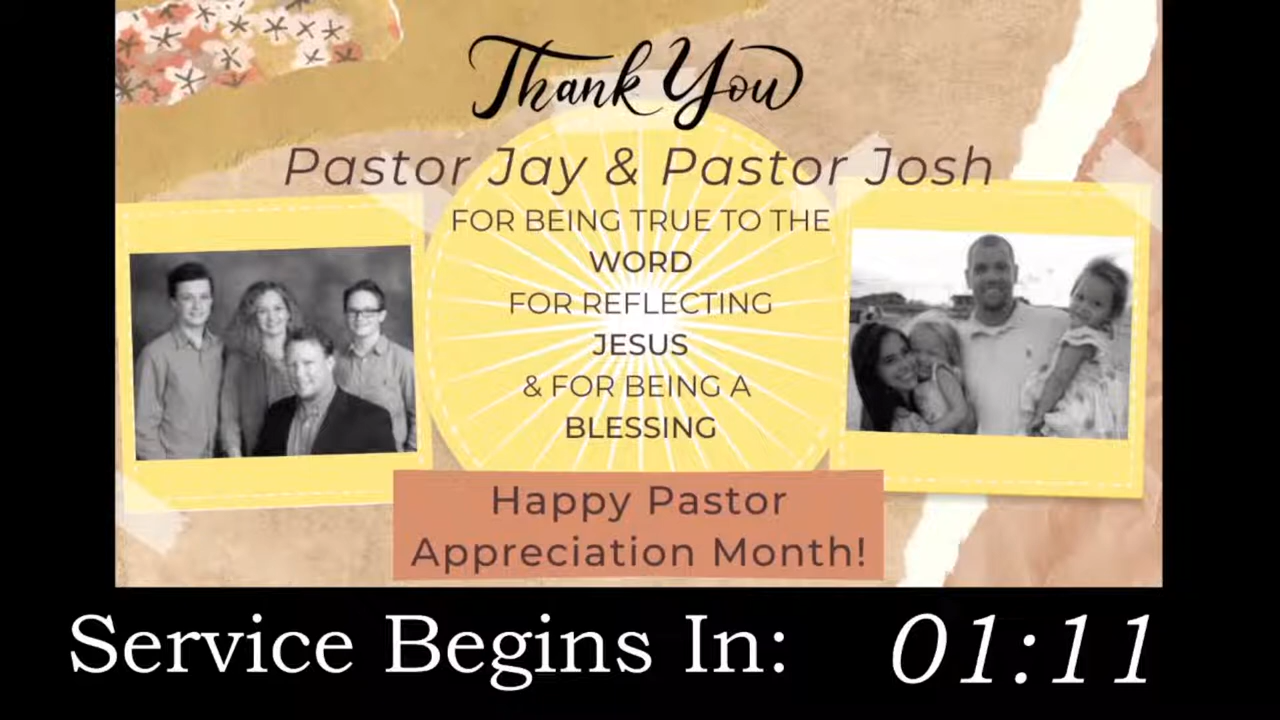 Thank You
Pastor Jay & Pastor Josh
FOR BEING TRUE TO THE
WORD
FOR REFLECTING
JESUS
& FOR BEING A
BLESSING
Happy Pastor
Appreciation Month!
Service Begins In: 01:11